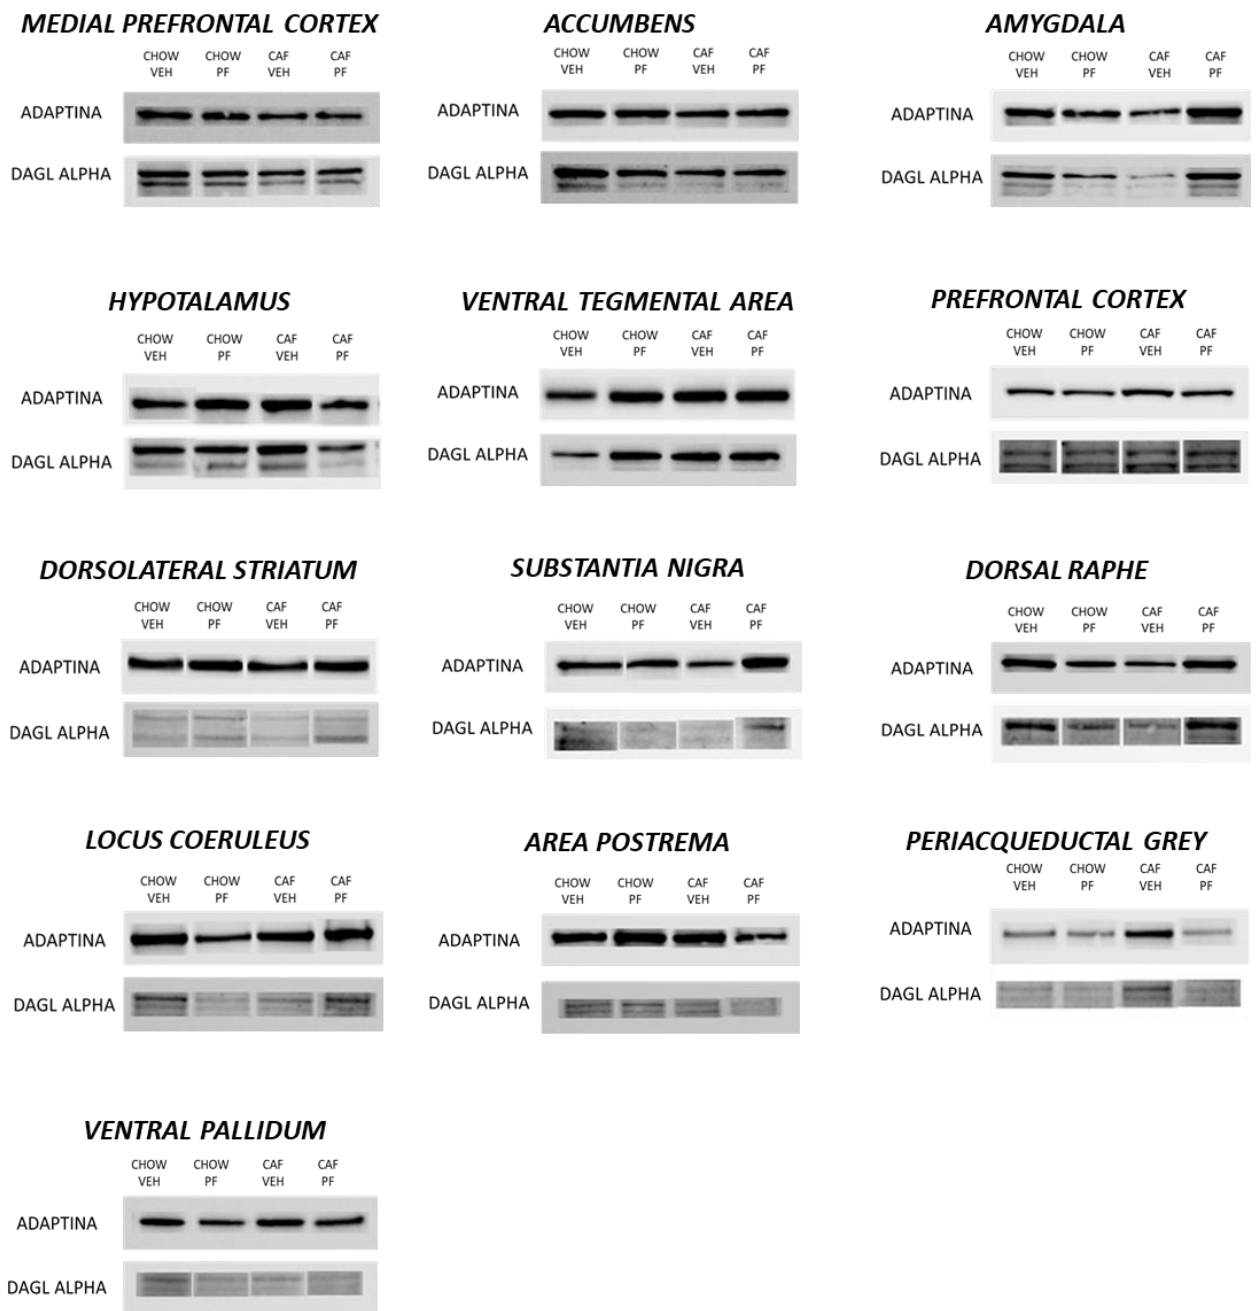 MEDIAL PREFRONTAL CORTEX
CHOW CHOW CAF CAF
VEH PF VEH PF
ADAPTINA
DAGL ALPHA
ACCUMBENS
CHOW CHOW CAF CAF
VEH PF VEH PF
ADAPTINA
DAGL ALPHA
AMYGDALA
CHOW CHOW CAF CAF
VEH PF VEH PF
ADAPTINA
DAGL ALPHA
HYPOTALAMUS
CHOW CHOW CAF CAF
VEH PF VEH PF
ADAPTINA
DAGL ALPHA
VENTRAL TEGMENTAL AREA
CHOW CHOW CAF CAF
VEH PF VEH PF
ADAPTINA
DAGL ALPHA
PREFRONTAL CORTEX
CHOW CHOW CAF CAF
VEH PF VEH PF
ADAPTINA
DAGL ALPHA
DORSOLATERAL STRIATUM
CHOW CHOW CAF CAF
VEH PF VEH PF
ADAPTINA
DAGL ALPHA
SUBSTANTIA NIGRA
CHOW CHOW CAF CAF
VEH PF VEH PF
ADAPTINA
DAGL ALPHA
DORSAL RAPHE
CHOW CHOW CAF CAF
VEH PF VEH PF
ADAPTINA
DAGL ALPHA
LOCUS COERULEUS
CHOW CHOW CAF CAF
VEH PF VEH PF
ADAPTINA
DAGL ALPHA
AREA POSTREMA
CHOW CHOW CAF CAF
VEH PF VEH PF
ADAPTINA
DAGL ALPHA
PERIACQUEDUCTAL GREY
CHOW CHOW CAF CAF
VEH PF VEH PF
ADAPTINA
DAGL ALPHA
VENTRAL PALLIDUM
CHOW CHOW CAF CAF
VEH PF VEH PF
ADAPTINA
DAGL ALPHA